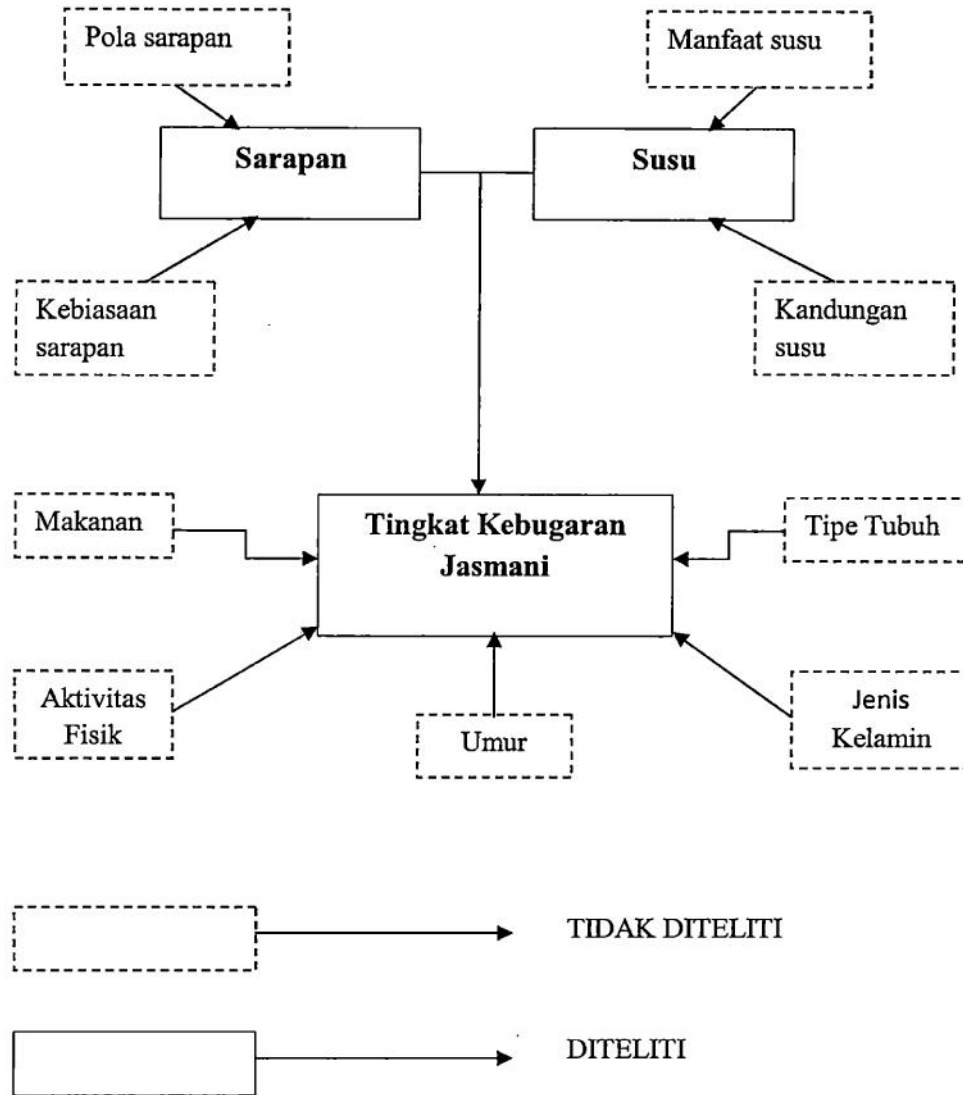 Pola sarapan
Manfaat susu
Sarapan
Susu
Kebiasaan
sarapan
Kandungan
susu
Makanan
Tingkat Kebugaran
Jasmani
Tipe Tubuh
Aktivitas
Fisik
Umur
Jenis
Kelamin
TIDAK DITELITI
DITELITI